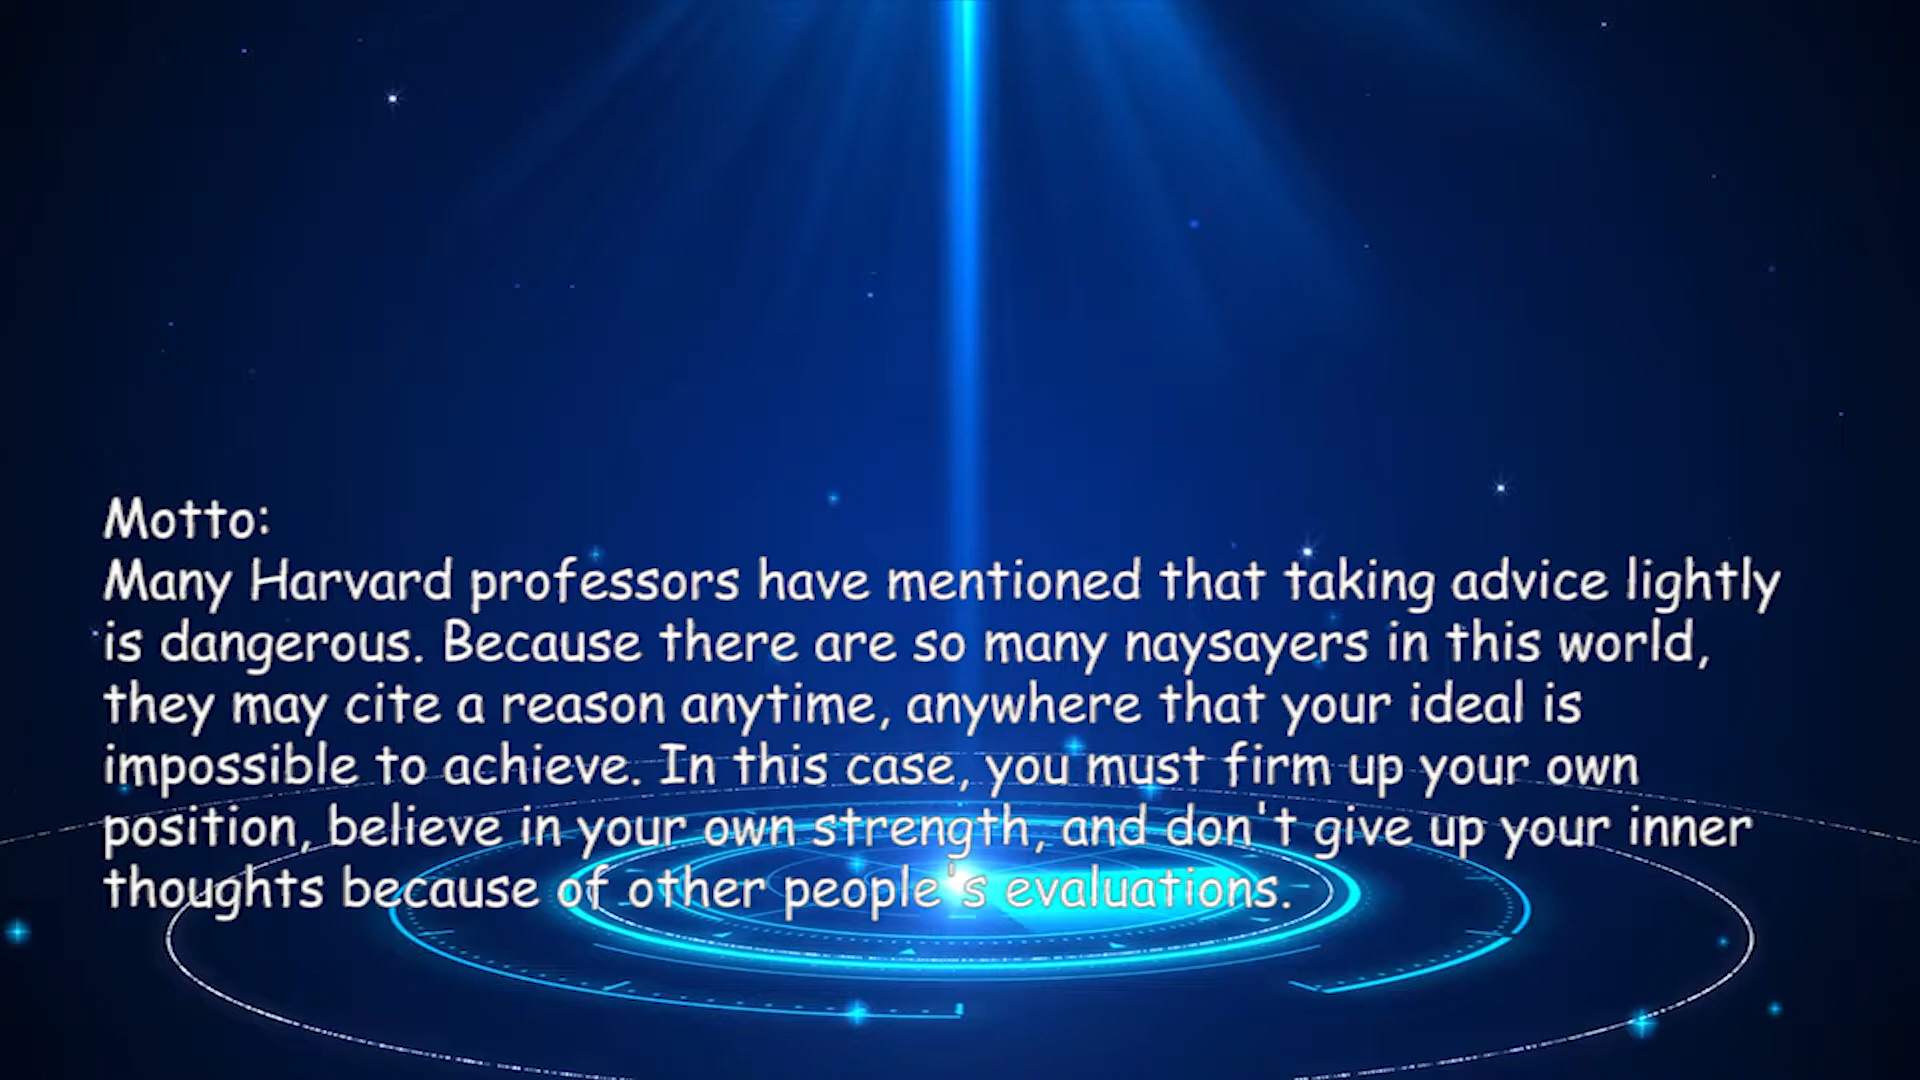 Motto:
Many Harvard professors have mentioned that taking advice lightly
is dangerous. Because there are so many naysayers in this world,
they may cite a reason anytime, anywhere that your ideal is
impossible to achieve. In this case, you must firm up your own
position, believe in your own strength, and don't give up your inner
thoughts because of other people's evaluations.